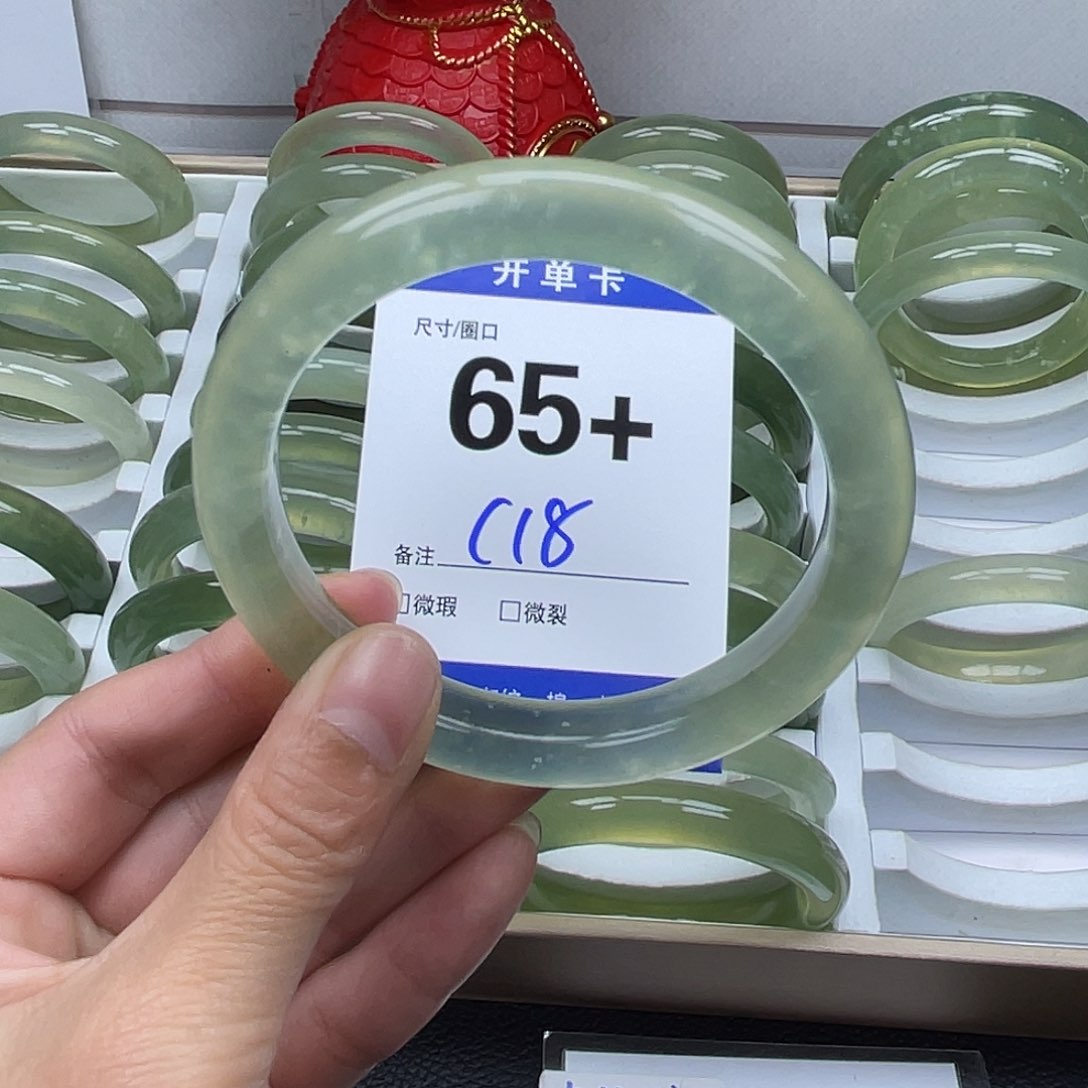 开单卡
尺寸/圈口
65+
备注 C18
□微瑕 □微裂